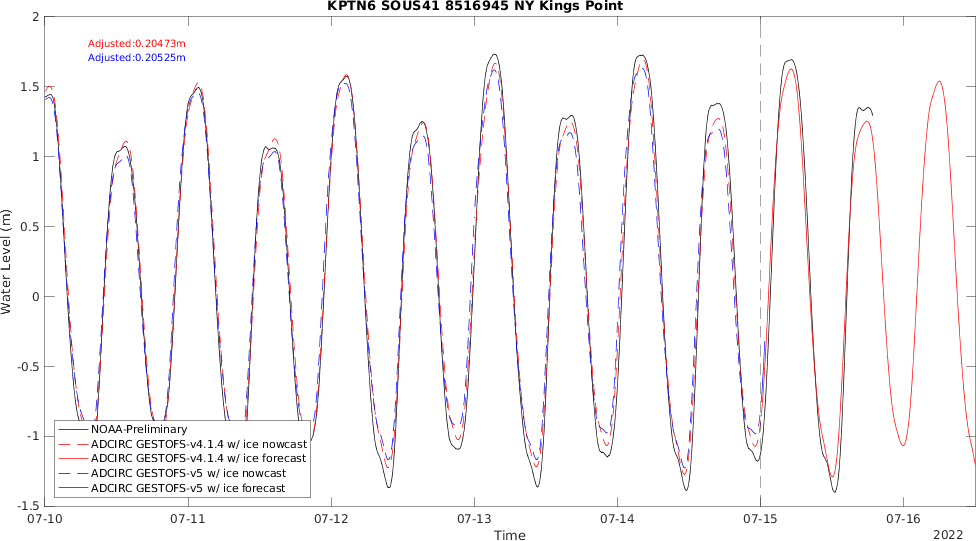 KPTN6 SOUS41 8516945 NY Kings Point
2
1.5
1
0.5
0
-0.5
-1
-1.5
Water Level (m)
Adjusted:0.20473m
Adjusted:0.20525m
NOAA-Preliminary
ADCIRC GESTOFS-v4.1.4 w/ ice nowcast
ADCIRC GESTOFS-v4.1.4 w/ ice forecast
ADCIRC GESTOFS-v5 w/ ice nowcast
ADCIRC GESTOFS-v5 w/ ice forecast
07-10 07-11 07-12 07-13 07-14 07-15 07-16
Time
2022